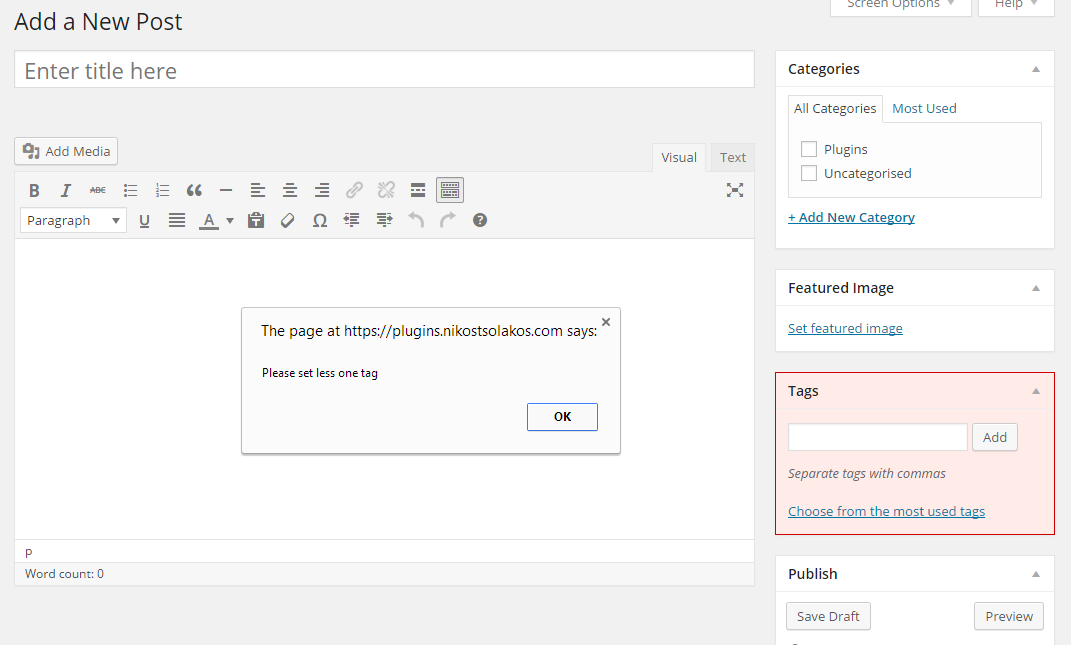 Add a New Post
Screen Options
Help
Enter title here
Add Media
Visual
Text
B I ABC
Paragraph
U A T Ω ?
The page at https://plugins.nikostsolakos.com says:
Please set less one tag
OK
p
Word count: 0
Categories
All Categories
Most Used
Plugins
Uncategorised
+ Add New Category
Featured Image
Set featured image
Tags
Add
Separate tags with commas
Choose from the most used tags
Publish
Save Draft
Preview